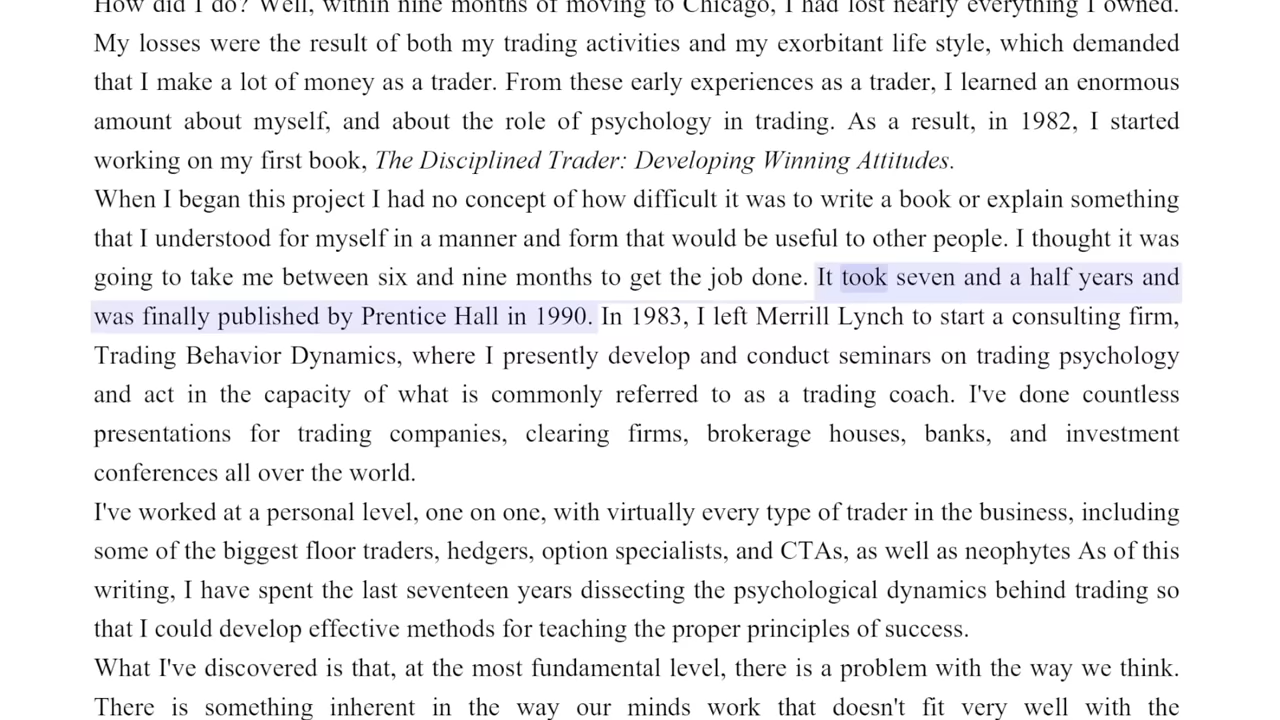 How did I do? Well, within nine months of moving to Chicago, I had lost nearly everything I owned.
My losses were the result of both my trading activities and my exorbitant life style, which demanded
that I make a lot of money as a trader. From these early experiences as a trader, I learned an enormous
amount about myself, and about the role of psychology in trading. As a result, in 1982, I started
working on my first book, The Disciplined Trader: Developing Winning Attitudes.
When I began this project I had no concept of how difficult it was to write a book or explain something
that I understood for myself in a manner and form that would be useful to other people. I thought it was
going to take me between six and nine months to get the job done. It took seven and a half years and
was finally published by Prentice Hall in 1990. In 1983, I left Merrill Lynch to start a consulting firm,
Trading Behavior Dynamics, where I presently develop and conduct seminars on trading psychology
and act in the capacity of what is commonly referred to as a trading coach. I've done countless
presentations for trading companies, clearing firms, brokerage houses, banks, and investment
conferences all over the world.
I've worked at a personal level, one on one, with virtually every type of trader in the business, including
some of the biggest floor traders, hedgers, option specialists, and CTAs, as well as neophytes As of this
writing, I have spent the last seventeen years dissecting the psychological dynamics behind trading so
that I could develop effective methods for teaching the proper principles of success.
What I've discovered is that, at the most fundamental level, there is a problem with the way we think.
There is something inherent in the way our minds work that doesn't fit very well with the